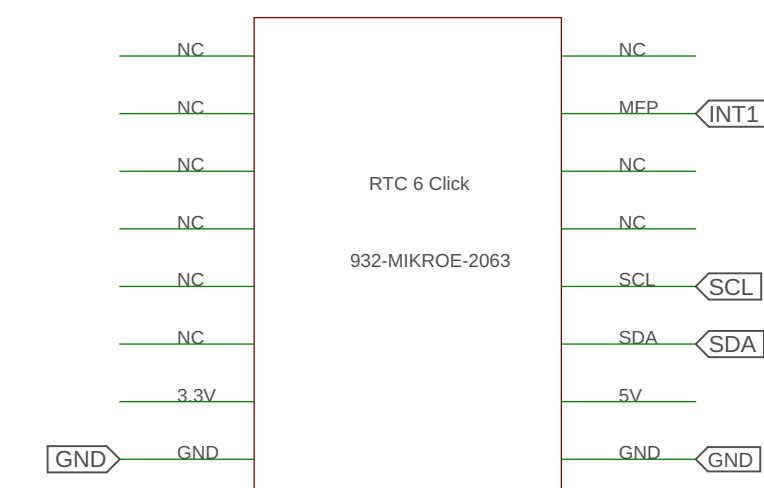 NC NC
NC MFP INT1
NC NC
RTC 6 Click
NC NC
932-MIKROE-2063
NC SCL SCL
NC SDA SDA
3.3V 5V
GND GND GND GND